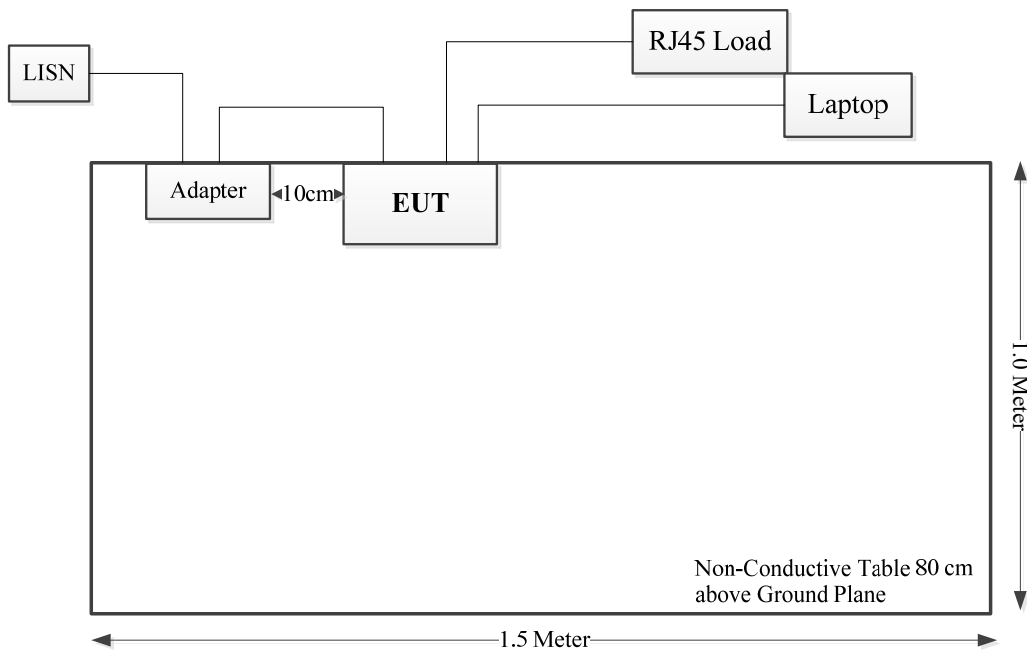 RJ45 Load
LISN
Laptop
Adapter
10cm
EUT
1.0 Meter
Non-Conductive Table 80 cm
above Ground Plane
1.5 Meter